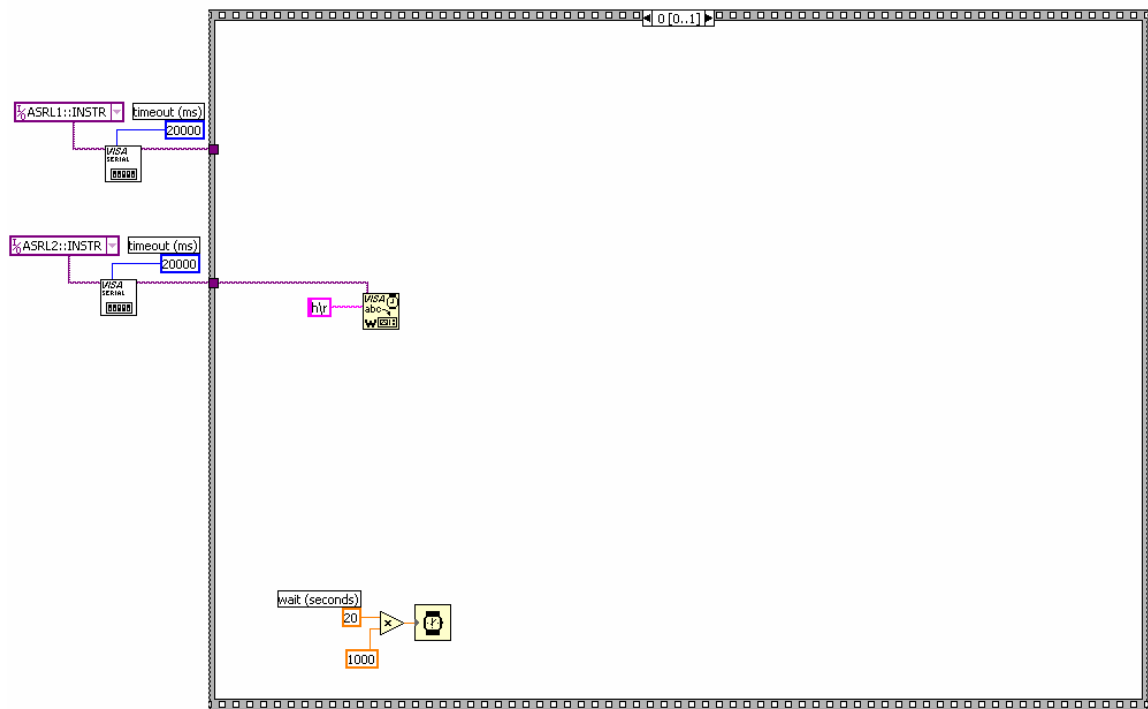 0 [0..1]
ASRL1::INSTR
timeout (ms)
20000
VISA
SERIAL
ASRL2::INSTR
timeout (ms)
20000
VISA
SERIAL
h\r
VISA
abc
W
wait (seconds)
20
×
1000